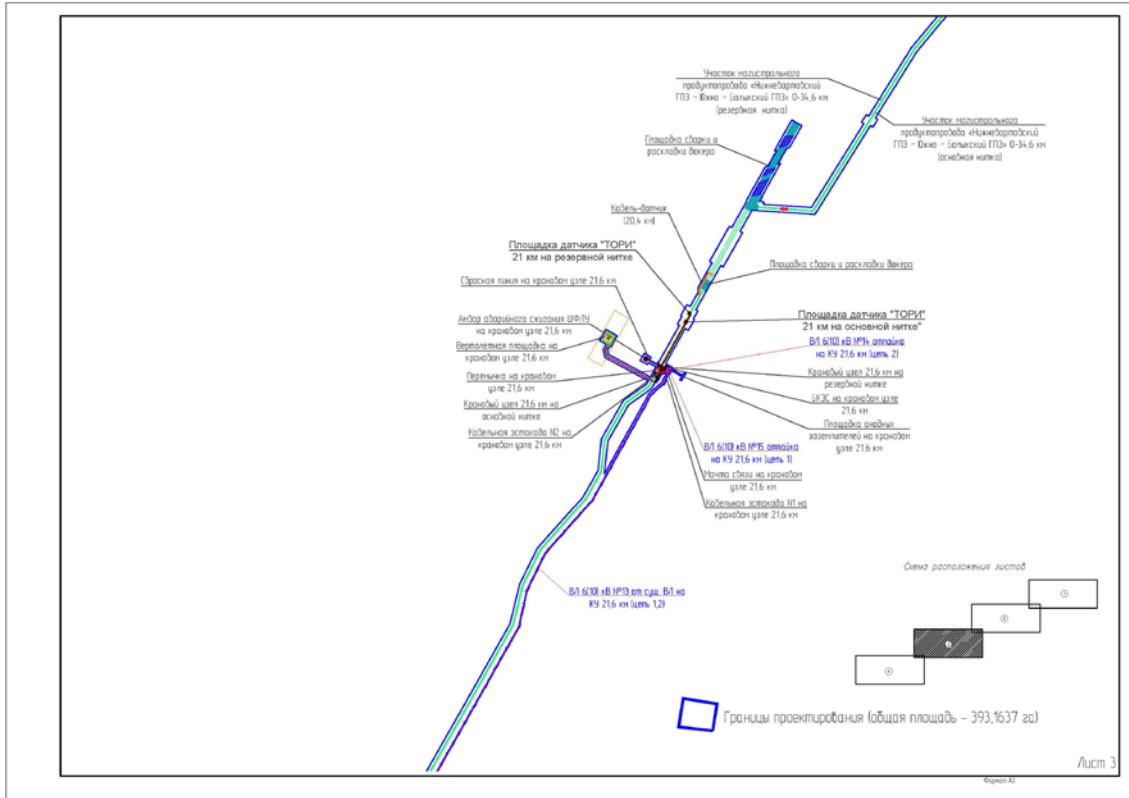 Участок магистрального
продуктопровода «Нижневартовский
ГПЗ - Южно - Балыкский ГПЗ» 0-34,6 км
(резервная нитка)
Участок магистрального
продуктопровода «Нижневартовский
ГПЗ - Южно - Балыкский ГПЗ» 0-34,6 км
(основная нитка)
Площадка сварки и
раскладки дюкера
Кабель-датчик
(20,4 км)
Площадка датчика "ТОРИ"
21 км на резервной нитке
Площадка сварки и раскладки дюкера
Сбросная линия на крановом узле 21,6 км
Амбар аварийного сжигания ШФЛУ
на крановом узле 21,6 км
Вертолётная площадка на
крановом узле 21,6 км
Перемычка на крановом
узле 21,6 км
Крановый узел 21,6 км на
основной нитке
Кабельная эстакада N2 на
крановом узле 21,6 км
Площадка датчика "ТОРИ"
21 км на основной нитке"
ВЛ 6(10) кВ №14 отпайка
на КУ 21,6 км (цепь 2)
Крановый узел 21,6 км на
резервной нитке
БКЭС на крановом узле
21,6 км
Площадка анодных
заземлителей на крановом
узле 21,6 км
ВЛ 6(10) кВ №15 отпайка
на КУ 21,6 км (цепь 1)
Мачта связи на крановом
узле 21,6 км
Кабельная эстакада N1 на
крановом узле 21,6 км
ВЛ 6(10) кВ №13 от сущ. ВЛ на
КУ 21,6 км (цепь 1,2)
Схема расположения листов
1
2
3
4
Границы проектирования (общая площадь - 393,1637 га)
Лист 3
Формат А3